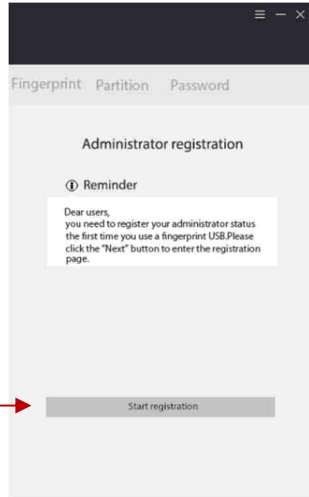 Fingerprint Partition Password
Administrator registration
Reminder
Dear users,
you need to register your administrator status
the first time you use a fingerprint USB.Please
click the "Next" button to enter the registration
page.
Start registration